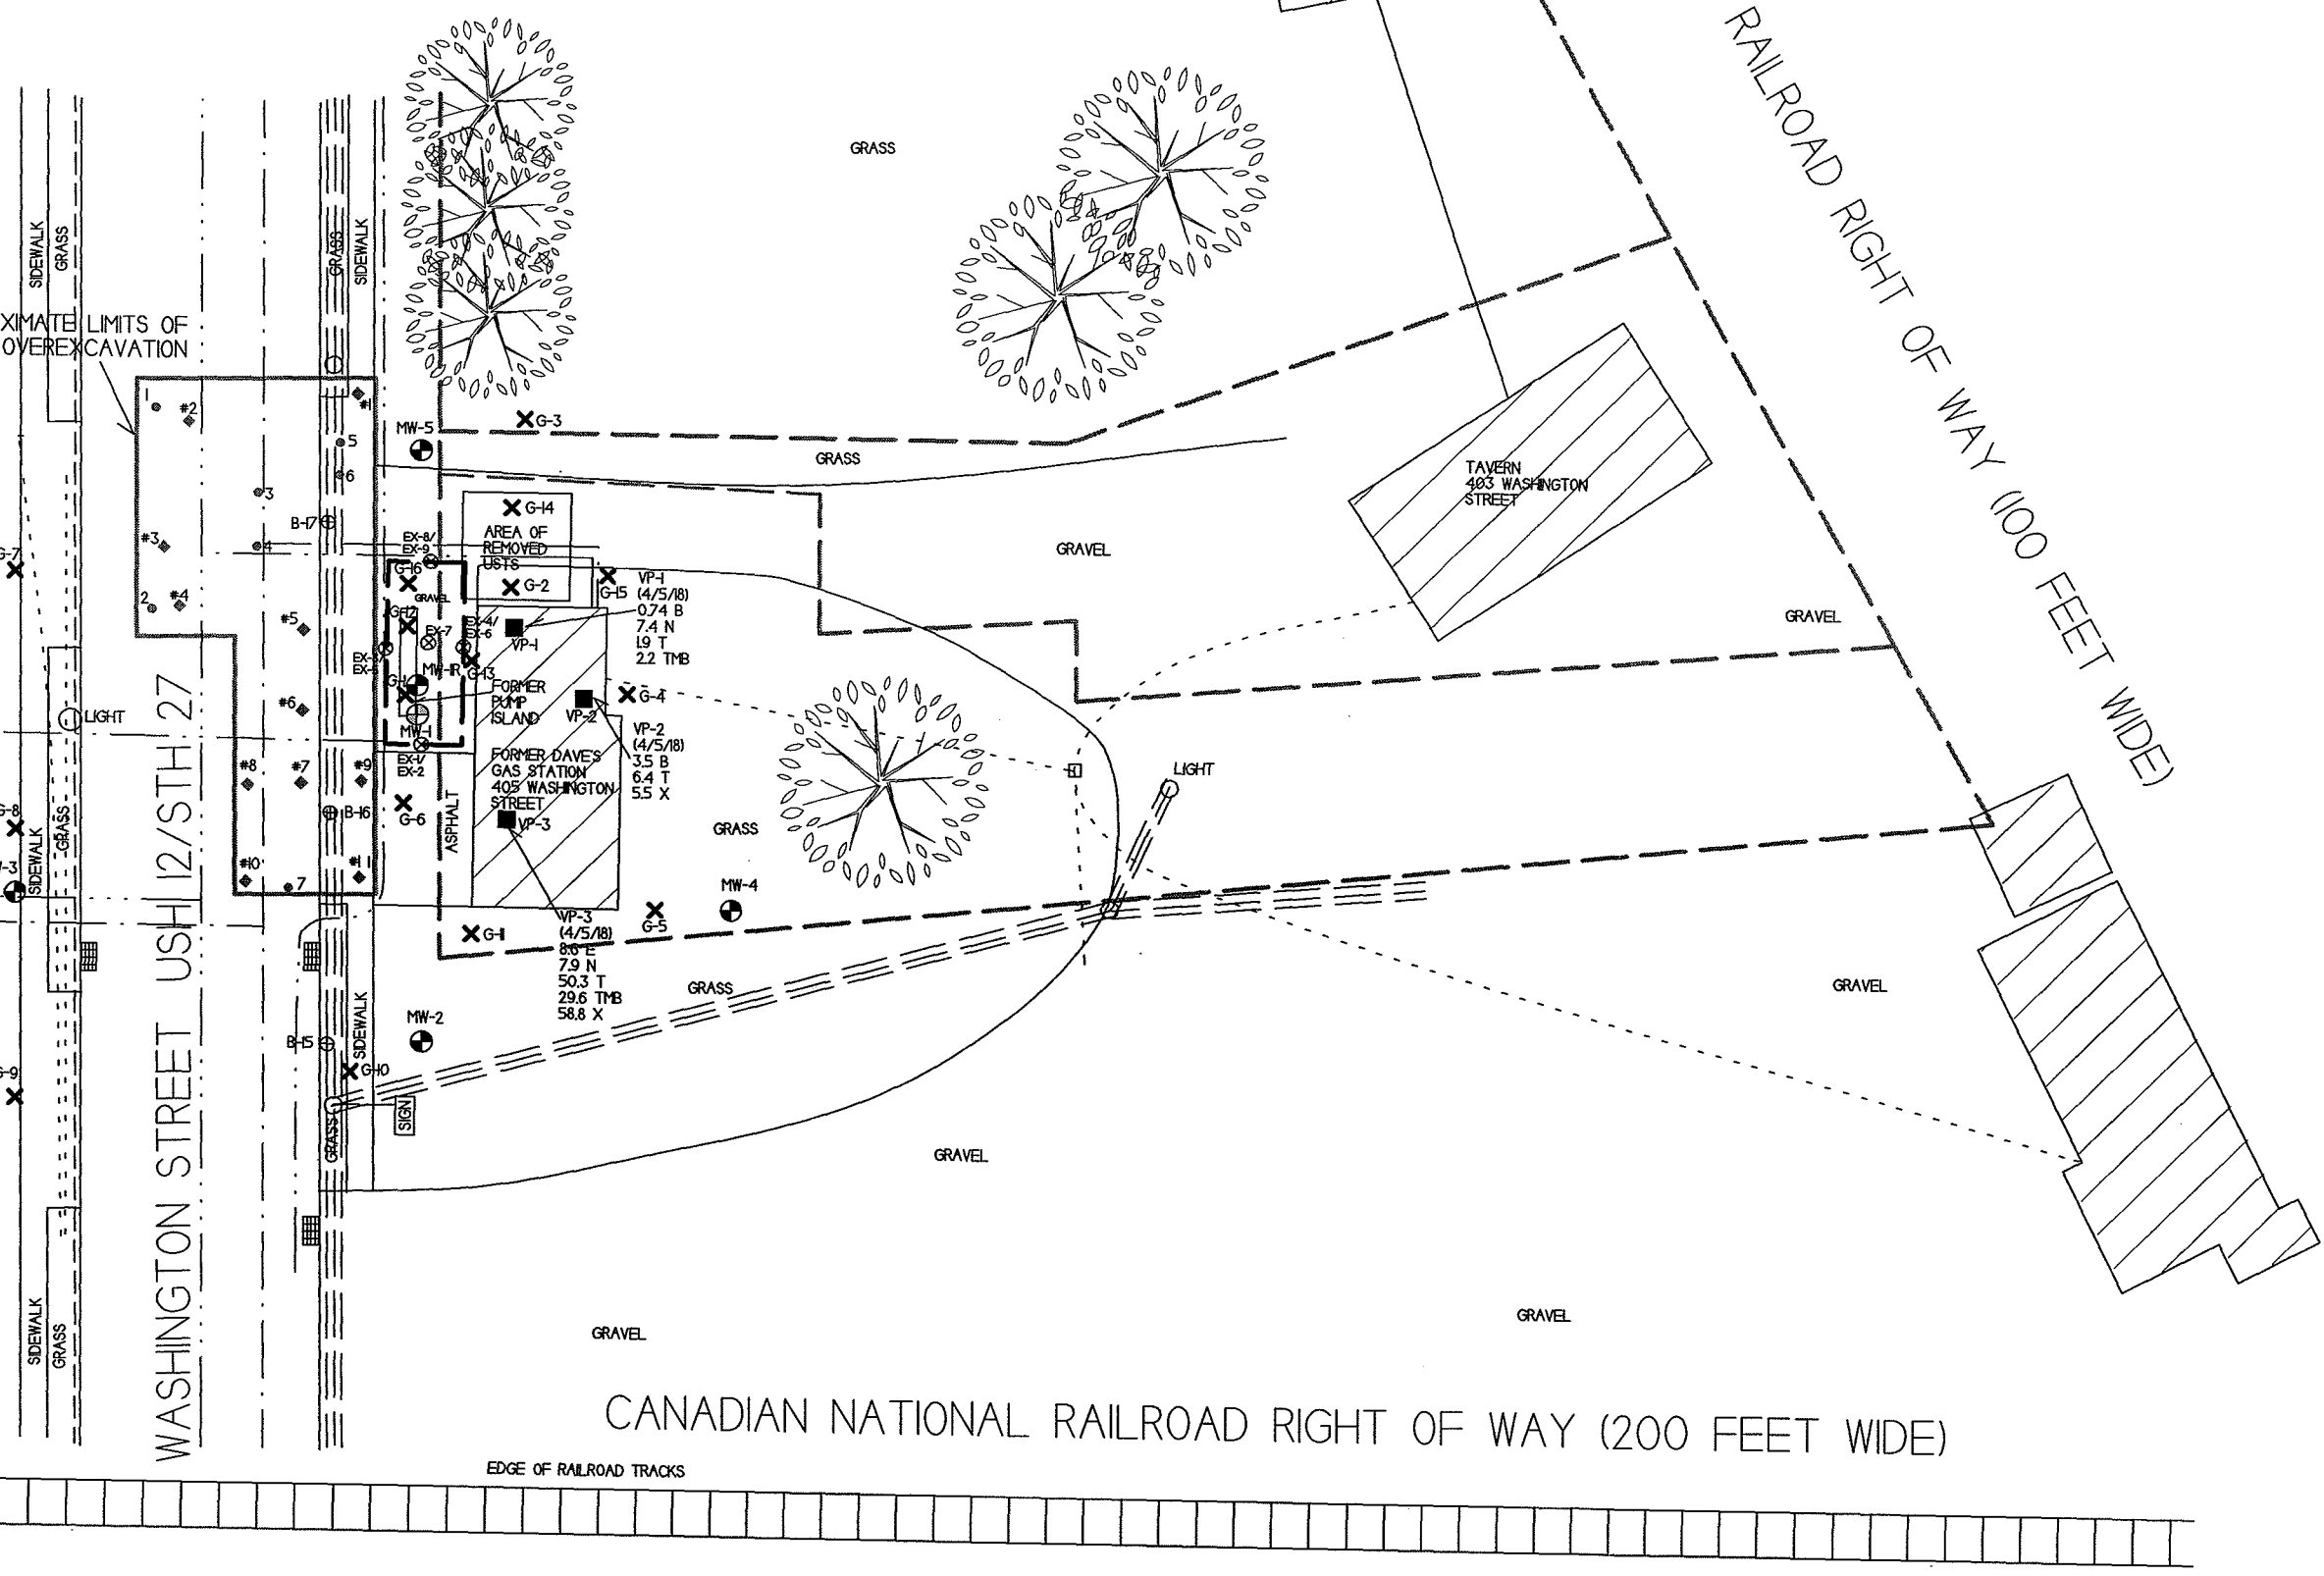 RAILROAD RIGHT OF WAY (100 FEET WIDE)
GRASS
SIDEWALK
GRASS
GRASS
SIDEWALK
XIMATE LIMITS OF
OVEREXCAVATION
1
#2
#1
5
6
3
B-17
#3
4
2
#4
#5
#6
#8
#7
#9
B-16
#10
7
MW-5
G-3
GRASS
G-14
AREA OF
REMOVED
USTS
G-2
EX-8/
EX-9
G-16
GRAVEL
G-12
EX-7
EX-4/
EX-6
MW-1R
G-13
G-1
FORMER
PUMP
ISLAND
MW-1
EX-1/
EX-2
G-6
ASPHALT
G-15
VP-1
(4/5/18)
0.74 B
7.4 N
1.9 T
2.2 TMB
VP-1
G-4
VP-2
VP-2
(4/5/18)
3.5 B
6.4 T
5.5 X
FORMER DAVE'S
GAS STATION
405 WASHINGTON
STREET
VP-3
VP-3
(4/5/18)
8.6 E
7.9 N
50.3 T
29.6 TMB
58.8 X
G-11
G-5
MW-4
GRASS
GRASS
LIGHT
TAVERN
403 WASHINGTON
STREET
GRAVEL
GRAVEL
GRAVEL
GRAVEL
GRAVEL
GRAVEL
G-7
LIGHT
G-8
SIDEWALK
GRASS
WASHINGTON STREET USH 12/STH 27
MW-2
B-15
SIDEWALK
G-10
SIGN
GRASS
SIDEWALK
GRASS
CANADIAN NATIONAL RAILROAD RIGHT OF WAY (200 FEET WIDE)
EDGE OF RAILROAD TRACKS